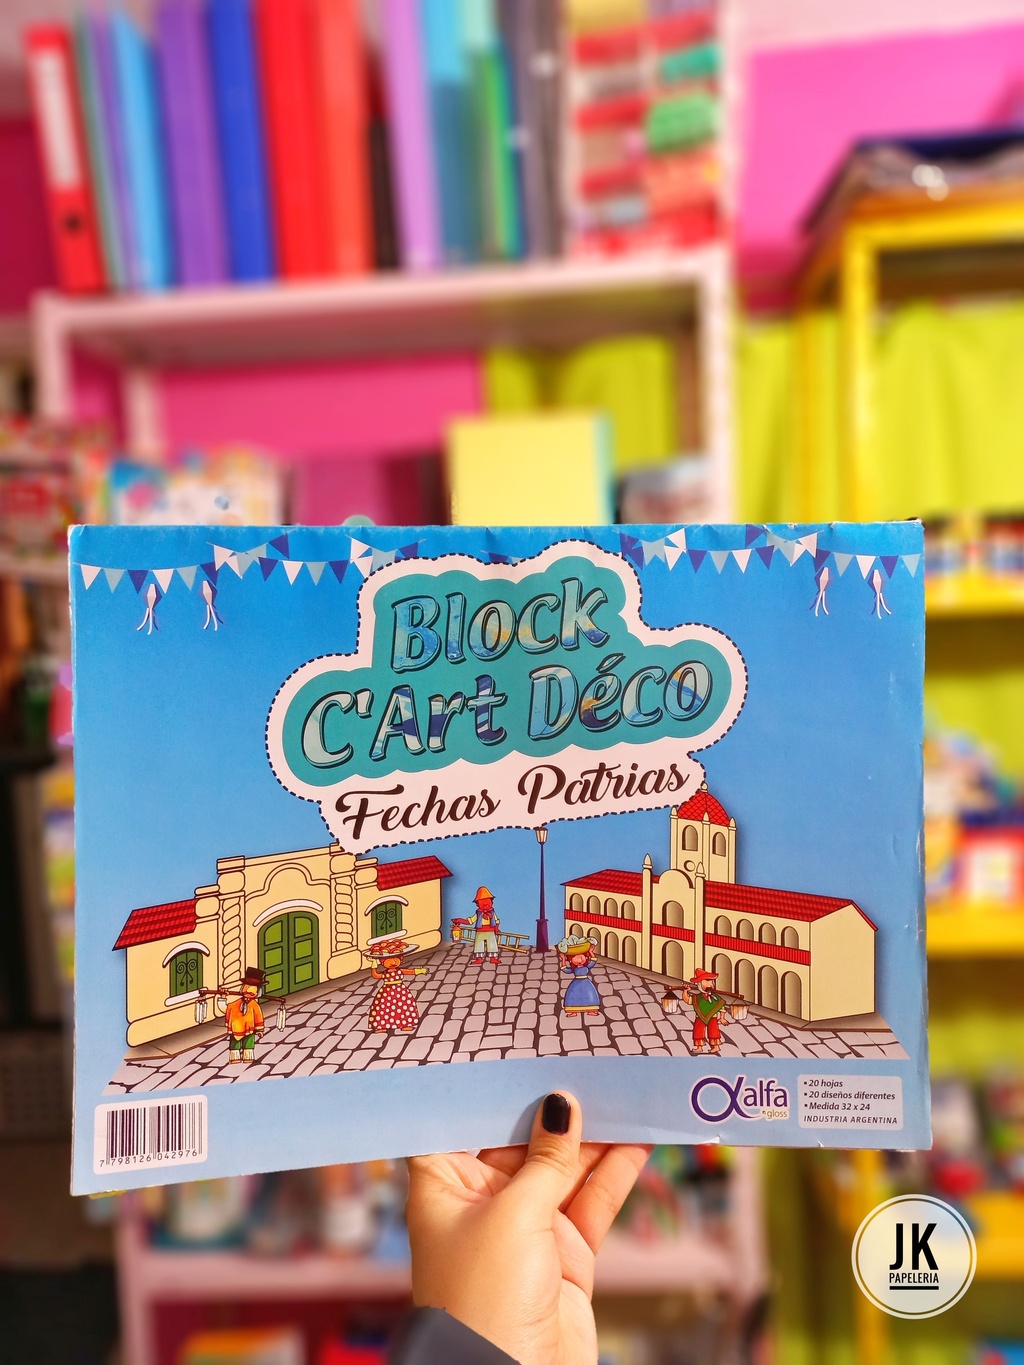 Block
C'Art Déco
Fechas Patrias
alfa
gloss
• 20 hojas
• 20 diseños diferentes
• Medida 32 x 24
INDUSTRIA ARGENTINA
7 798126 042976
JK
PAPELERIA